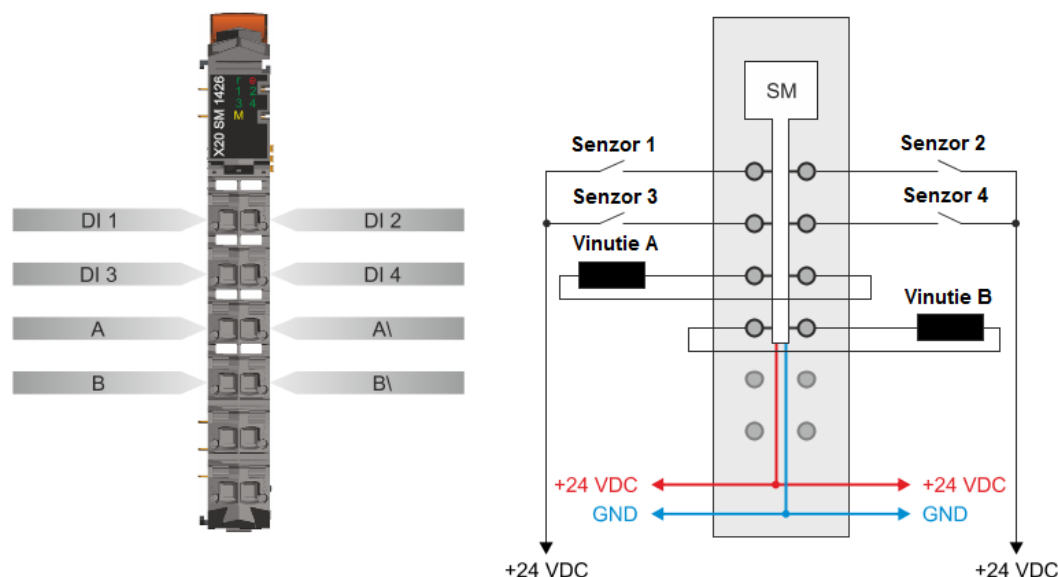 X20 SM 1426
r e
1 2
3 4
M
DI 1
DI 2
DI 3
DI 4
A
A\
B
B\
SM
Senzor 1
Senzor 2
Senzor 3
Senzor 4
Vinutie A
Vinutie B
+24 VDC
+24 VDC
GND
GND
+24 VDC
+24 VDC